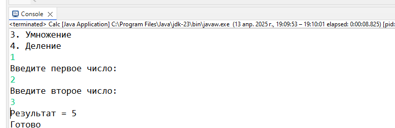 Console
<terminated> Calc [Java Application] C:\Program Files\Java\jdk-23\bin\javaw.exe (13 апр. 2025 г., 19:09:53 – 19:10:01 elapsed: 0:00:08.825) [pid:
3. Умножение
4. Деление
1
Введите первое число:
2
Введите второе число:
3
Результат = 5
Готово